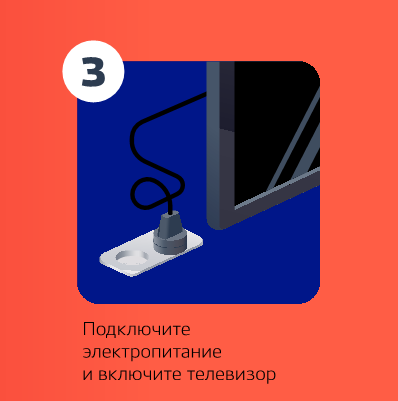 3
Подключите
электропитание
и включите телевизор